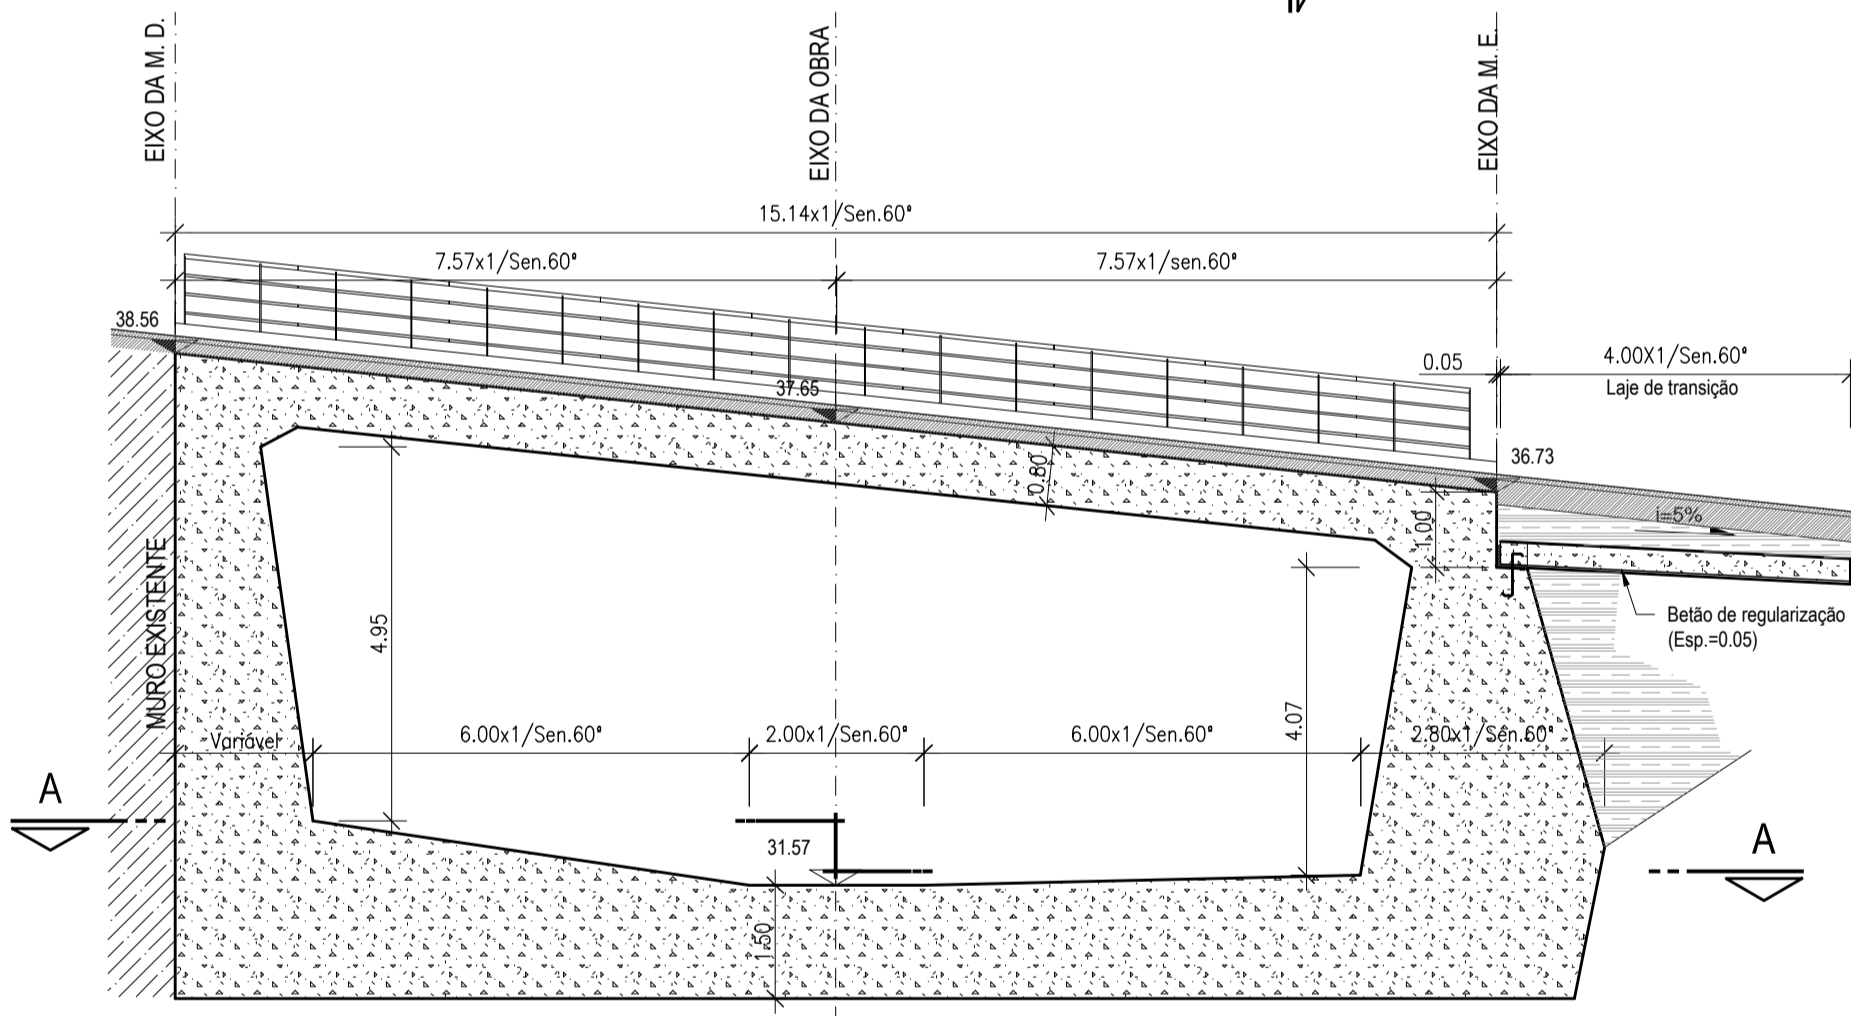 EIXO DA M. D.
EIXO DA OBRA
EIXO DA M. E.
15.14x1/Sen.60°
7.57x1/Sen.60°
7.57x1/sen.60°
38.56
0.05
4.00X1/Sen.60°
Laje de transição
37.65
36.73
0.80
1.00
i=5%
MURO EXISTENTE
4.95
Betão de regularização
(Esp.=0.05)
4.07
Variável
6.00x1/Sen.60°
2.00x1/Sen.60°
6.00x1/Sen.60°
2.80x1/Sen.60°
A
31.57
A
1.50